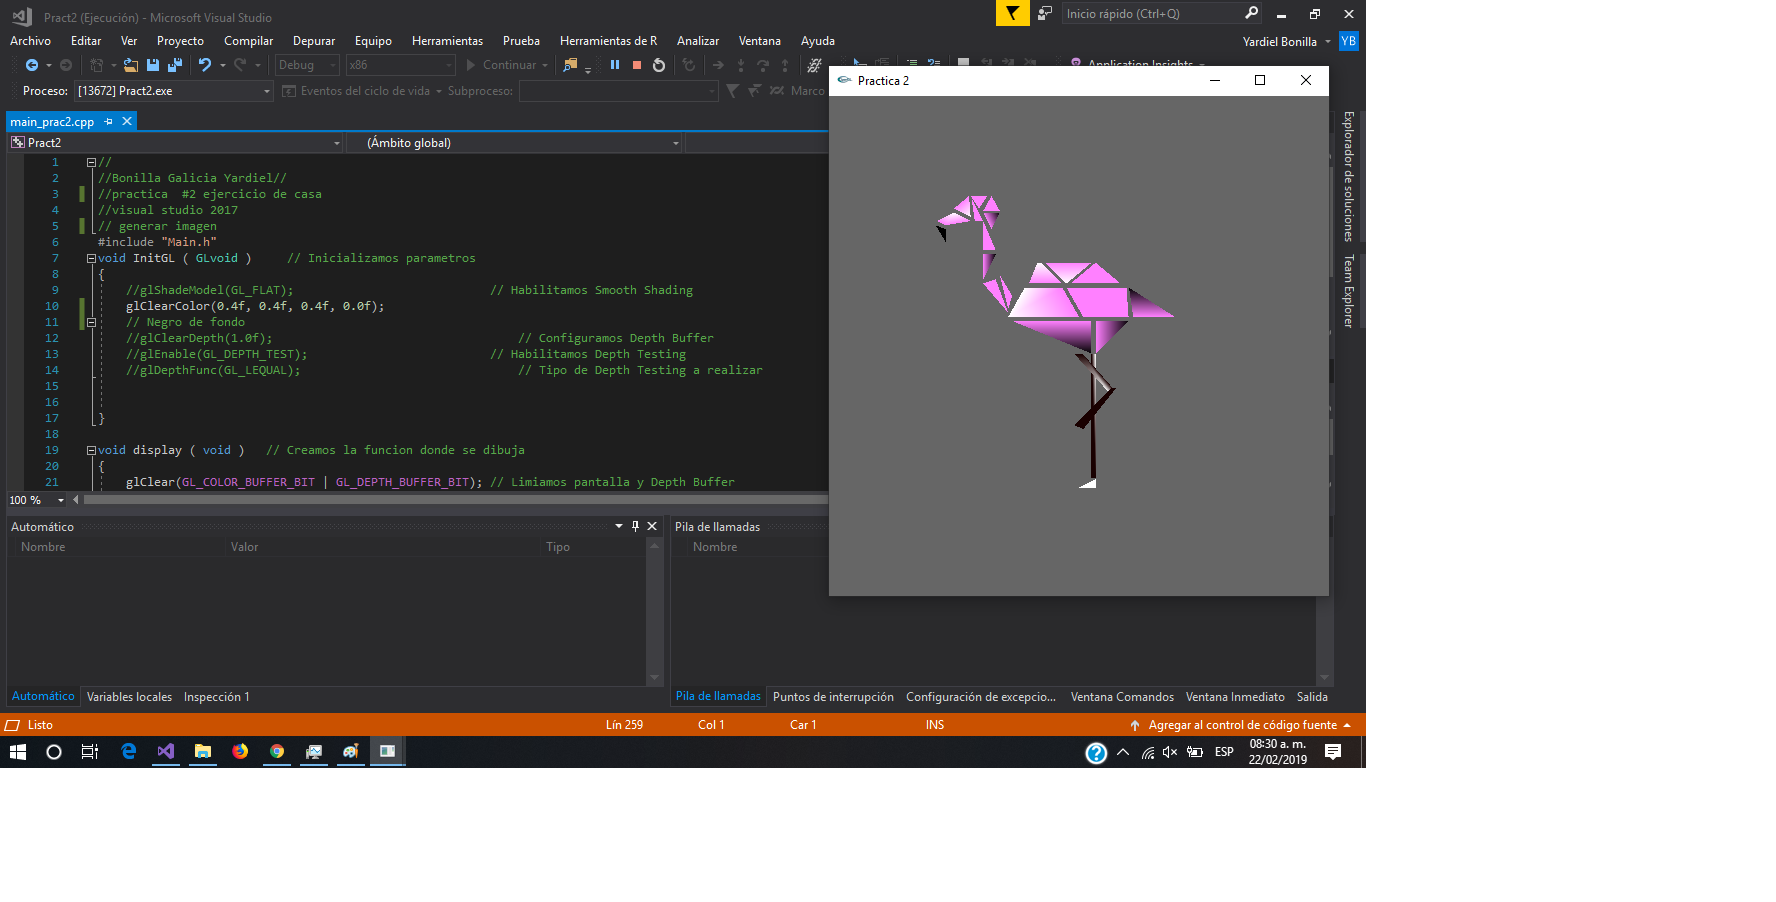 Pract2 (Ejecución) - Microsoft Visual Studio
Inicio rápido (Ctrl+Q)
Archivo Editar Ver Proyecto Compilar Depurar Equipo Herramientas Prueba Herramientas de R Analizar Ventana Ayuda
Yardiel Bonilla YB
Debug x86 Continuar Application Insights
Proceso: [13672] Pract2.exe Eventos del ciclo de vida Subproceso: Marco
Practica 2
main_prac2.cpp
Pract2 (Ámbito global)
1 //
2 //Bonilla Galicia Yardiel//
3 //practica #2 ejercicio de casa
4 //visual studio 2017
5 // generar imagen
6 #include "Main.h"
7 void InitGL ( GLvoid ) // Inicializamos parametros
8 {
9 //glShadeModel(GL_FLAT); // Habilitamos Smooth Shading
10 glClearColor(0.4f, 0.4f, 0.4f, 0.0f);
11 // Negro de fondo
12 //glClearDepth(1.0f); // Configuramos Depth Buffer
13 //glEnable(GL_DEPTH_TEST); // Habilitamos Depth Testing
14 //glDepthFunc(GL_LEQUAL); // Tipo de Depth Testing a realizar
15
16
17 }
18
19 void display ( void ) // Creamos la funcion donde se dibuja
20 {
21 glClear(GL_COLOR_BUFFER_BIT | GL_DEPTH_BUFFER_BIT); // Limiamos pantalla y Depth Buffer
100 %
Explorador de soluciones
Team Explorer
Automático
Nombre Valor Tipo
Pila de llamadas
Nombre
Automático Variables locales Inspección 1
Pila de llamadas Puntos de interrupción Configuración de excepcio... Ventana Comandos Ventana Inmediato Salida
Listo Lín 259 Col 1 Car 1 INS Agregar al control de código fuente
ESP
08:30 a. m.
22/02/2019